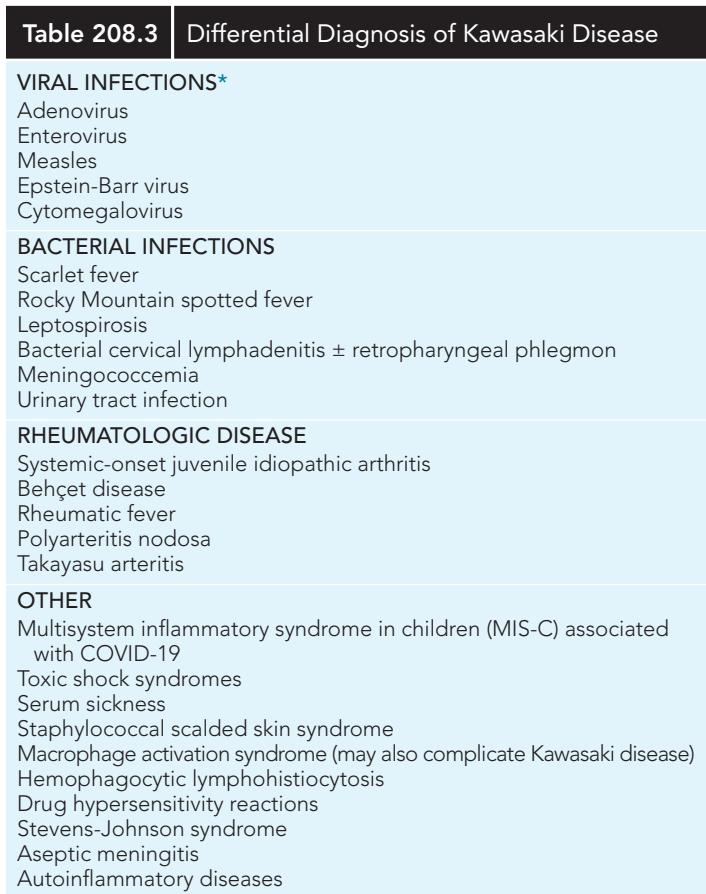 Table 208.3 Differential Diagnosis of Kawasaki Disease
VIRAL INFECTIONS*
Adenovirus
Enterovirus
Measles
Epstein-Barr virus
Cytomegalovirus
BACTERIAL INFECTIONS
Scarlet fever
Rocky Mountain spotted fever
Leptospirosis
Bacterial cervical lymphadenitis ± retropharyngeal phlegmon
Meningococcemia
Urinary tract infection
RHEUMATOLOGIC DISEASE
Systemic-onset juvenile idiopathic arthritis
Behçet disease
Rheumatic fever
Polyarteritis nodosa
Takayasu arteritis
OTHER
Multisystem inflammatory syndrome in children (MIS-C) associated
with COVID-19
Toxic shock syndromes
Serum sickness
Staphylococcal scalded skin syndrome
Macrophage activation syndrome (may also complicate Kawasaki disease)
Hemophagocytic lymphohistiocytosis
Drug hypersensitivity reactions
Stevens-Johnson syndrome
Aseptic meningitis
Autoinflammatory diseases